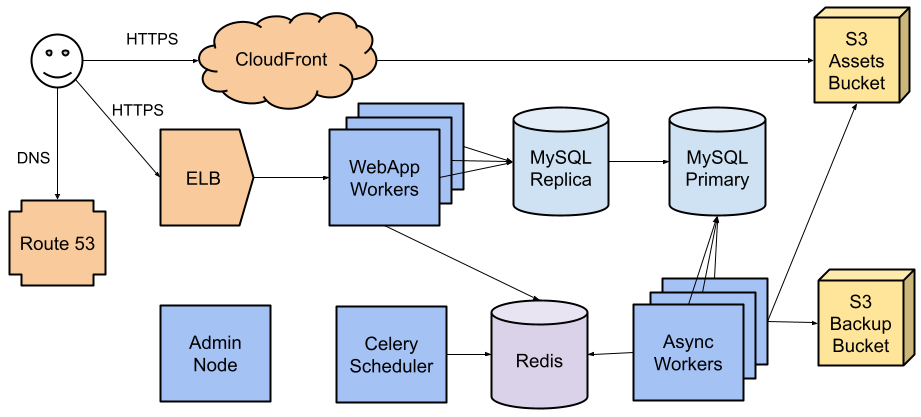 HTTPS
CloudFront
S3
Assets
Bucket
HTTPS
DNS
ELB
WebApp
Workers
MySQL
Replica
MySQL
Primary
Route 53
Admin
Node
Celery
Scheduler
Redis
Async
Workers
S3
Backup
Bucket